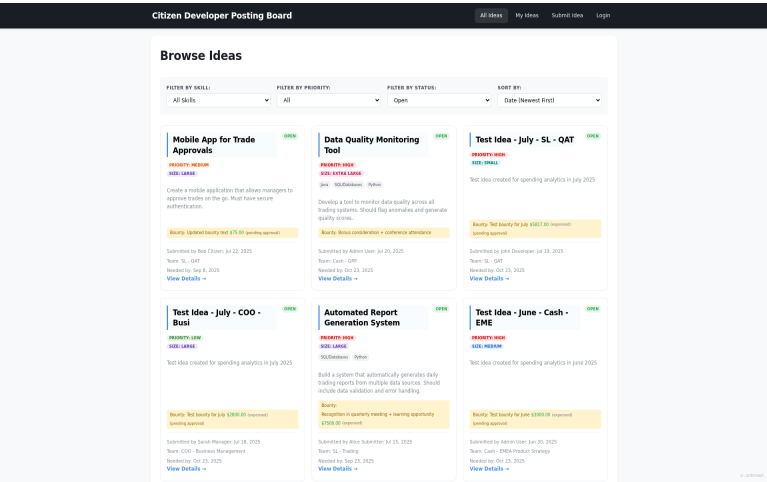 Citizen Developer Posting Board
All Ideas
My Ideas
Submit Idea
Login
Browse Ideas
FILTER BY SKILL:
All Skills
FILTER BY PRIORITY:
All
FILTER BY STATUS:
Open
SORT BY:
Date (Newest First)
Mobile App for Trade
Approvals
OPEN
PRIORITY: MEDIUM
SIZE: LARGE
Create a mobile application that allows managers to
approve trades on the go. Must have secure
authentication.
Bounty: Updated bounty text $75.00 (pending approval)
Submitted by Bob Citizen: Jul 22, 2025
Team: SL - QAT
Needed by: Sep 8, 2025
View Details →
Data Quality Monitoring
Tool
OPEN
PRIORITY: HIGH
SIZE: EXTRA LARGE
Java
SQL/Databases
Python
Develop a tool to monitor data quality across all
trading systems. Should flag anomalies and generate
quality scores.
Bounty: Bonus consideration + conference attendance
Submitted by Admin User: Jul 20, 2025
Team: Cash - GPP
Needed by: Oct 23, 2025
View Details →
Test Idea - July - SL - QAT
OPEN
PRIORITY: HIGH
SIZE: SMALL
Test idea created for spending analytics in July 2025
Bounty: Test bounty for July $5017.00 (expensed)
(pending approval)
Submitted by John Developer: Jul 19, 2025
Team: SL - QAT
Needed by: Oct 23, 2025
View Details →
Test Idea - July - COO -
Busi
OPEN
PRIORITY: LOW
SIZE: LARGE
Test idea created for spending analytics in July 2025
Bounty: Test bounty for July $2800.00 (expensed)
(pending approval)
Submitted by Sarah Manager: Jul 18, 2025
Team: COO - Business Management
Needed by: Oct 23, 2025
View Details →
Automated Report
Generation System
OPEN
PRIORITY: HIGH
SIZE: LARGE
SQL/Databases
Python
Build a system that automatically generates daily
trading reports from multiple data sources. Should
include data validation and error handling.
Bounty:
Recognition in quarterly meeting + learning opportunity
$7500.00 (expensed)
Submitted by Alice Submitter: Jul 15, 2025
Team: SL - Trading
Needed by: Sep 23, 2025
View Details →
Test Idea - June - Cash -
EME
OPEN
PRIORITY: HIGH
SIZE: MEDIUM
Test idea created for spending analytics in June 2025
Bounty: Test bounty for June
(expensed)
(pending approval)
Submitted by Admin User: Jun 30, 2025
Team: Cash - EMEA Product Strategy
Needed by: Oct 23, 2025
View Details →